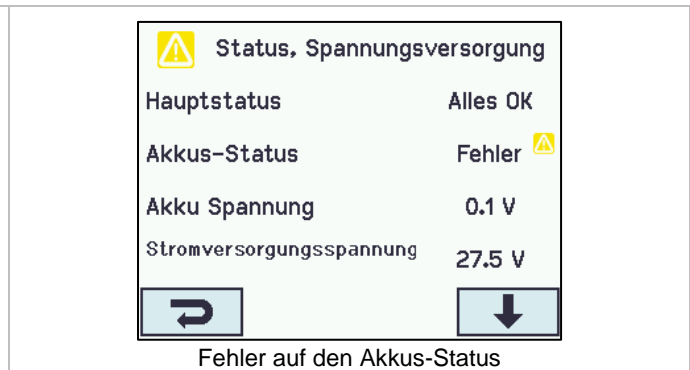 Status, Spannungsversorgung
Hauptstatus Alles OK
Akkus-Status Fehler
Akku Spannung 0.1 V
Stromversorgungsspannung 27.5 V
Fehler auf den Akkus-Status